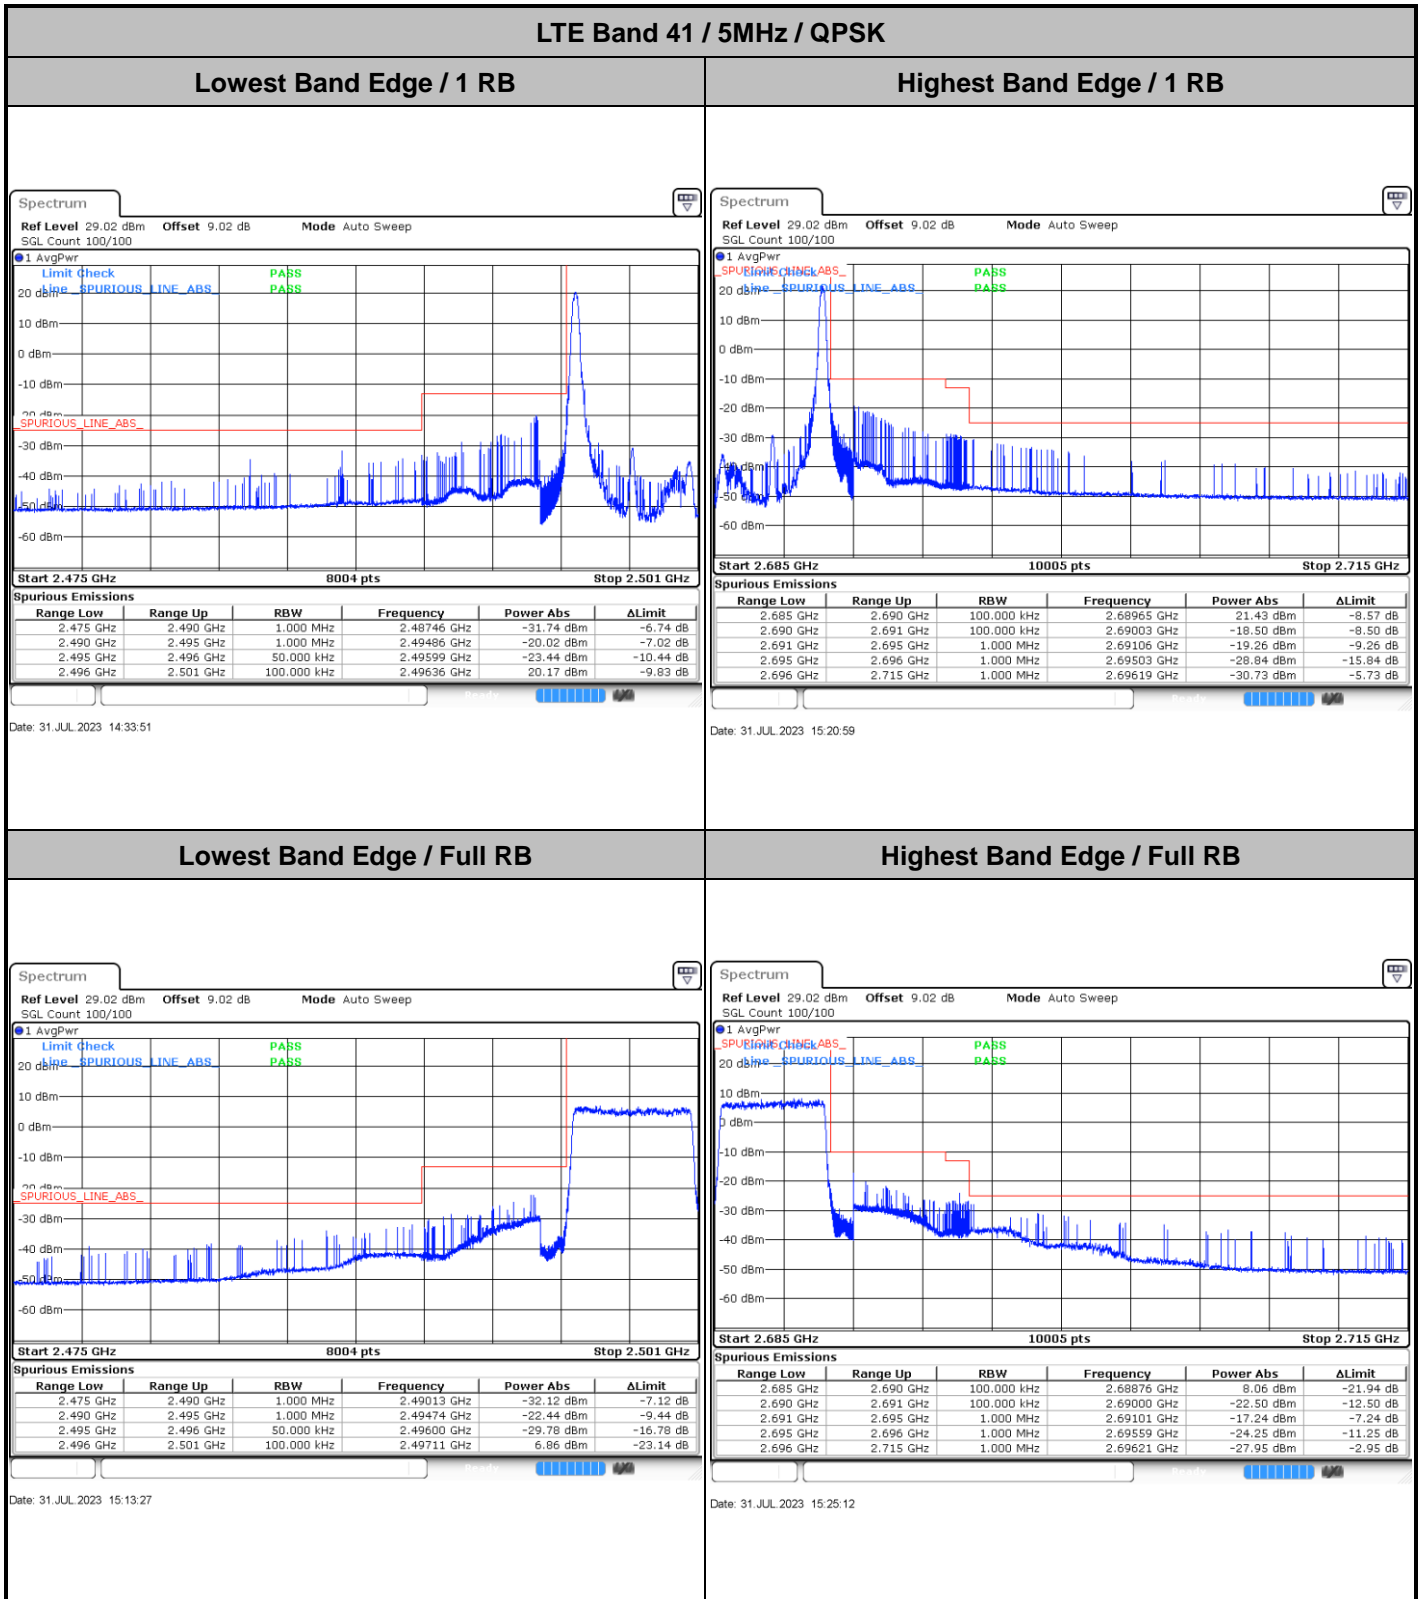 LTE Band 41 / 5MHz / QPSK
Lowest Band Edge / 1 RB
Highest Band Edge / 1 RB
Spectrum
Ref Level 29.02 dBm Offset 9.02 dB Mode Auto Sweep
SGL Count 100/100
1 AvgPwr
Limit Check PASS
Line _SPURIOUS_LINE_ABS_ PASS
20 dBm
10 dBm
0 dBm
-10 dBm
-20 dBm
_SPURIOUS_LINE_ABS_
-30 dBm
-40 dBm
-50 dBm
-60 dBm
Start 2.475 GHz 8004 pts Stop 2.501 GHz
Spurious Emissions
Range Low Range Up RBW Frequency Power Abs ΔLimit
2.475 GHz 2.490 GHz 1.000 MHz 2.48746 GHz -31.74 dBm -6.74 dB
2.490 GHz 2.495 GHz 1.000 MHz 2.49486 GHz -20.02 dBm -7.02 dB
2.495 GHz 2.496 GHz 50.000 kHz 2.49599 GHz -23.44 dBm -10.44 dB
2.496 GHz 2.501 GHz 100.000 kHz 2.49636 GHz 20.17 dBm -9.83 dB
Ready
Date: 31.JUL.2023 14:33:51
Spectrum
Ref Level 29.02 dBm Offset 9.02 dB Mode Auto Sweep
SGL Count 100/100
1 AvgPwr
_SPURIOUS_LINE_ABS_
Limit Check PASS
Line _SPURIOUS_LINE_ABS_ PASS
20 dBm
10 dBm
0 dBm
-10 dBm
-20 dBm
-30 dBm
-40 dBm
-50 dBm
-60 dBm
Start 2.685 GHz 10005 pts Stop 2.715 GHz
Spurious Emissions
Range Low Range Up RBW Frequency Power Abs ΔLimit
2.685 GHz 2.690 GHz 100.000 kHz 2.68965 GHz 21.43 dBm -8.57 dB
2.690 GHz 2.691 GHz 100.000 kHz 2.69003 GHz -18.50 dBm -8.50 dB
2.691 GHz 2.695 GHz 1.000 MHz 2.69106 GHz -19.26 dBm -9.26 dB
2.695 GHz 2.696 GHz 1.000 MHz 2.69503 GHz -28.84 dBm -15.84 dB
2.696 GHz 2.715 GHz 1.000 MHz 2.69619 GHz -30.73 dBm -5.73 dB
Ready
Date: 31.JUL.2023 15:20:59
Lowest Band Edge / Full RB
Highest Band Edge / Full RB
Spectrum
Ref Level 29.02 dBm Offset 9.02 dB Mode Auto Sweep
SGL Count 100/100
1 AvgPwr
Limit Check PASS
Line _SPURIOUS_LINE_ABS_ PASS
20 dBm
10 dBm
0 dBm
-10 dBm
-20 dBm
_SPURIOUS_LINE_ABS_
-30 dBm
-40 dBm
-50 dBm
-60 dBm
Start 2.475 GHz 8004 pts Stop 2.501 GHz
Spurious Emissions
Range Low Range Up RBW Frequency Power Abs ΔLimit
2.475 GHz 2.490 GHz 1.000 MHz 2.49013 GHz -32.12 dBm -7.12 dB
2.490 GHz 2.495 GHz 1.000 MHz 2.49474 GHz -22.44 dBm -9.44 dB
2.495 GHz 2.496 GHz 50.000 kHz 2.49600 GHz -29.78 dBm -16.78 dB
2.496 GHz 2.501 GHz 100.000 kHz 2.49711 GHz 6.86 dBm -23.14 dB
Ready
Date: 31.JUL.2023 15:13:27
Spectrum
Ref Level 29.02 dBm Offset 9.02 dB Mode Auto Sweep
SGL Count 100/100
1 AvgPwr
_SPURIOUS_LINE_ABS_
Limit Check PASS
Line _SPURIOUS_LINE_ABS_ PASS
20 dBm
10 dBm
0 dBm
-10 dBm
-20 dBm
-30 dBm
-40 dBm
-50 dBm
-60 dBm
Start 2.685 GHz 10005 pts Stop 2.715 GHz
Spurious Emissions
Range Low Range Up RBW Frequency Power Abs ΔLimit
2.685 GHz 2.690 GHz 100.000 kHz 2.68876 GHz 8.06 dBm -21.94 dB
2.690 GHz 2.691 GHz 100.000 kHz 2.69000 GHz -22.50 dBm -12.50 dB
2.691 GHz 2.695 GHz 1.000 MHz 2.69101 GHz -17.24 dBm -7.24 dB
2.695 GHz 2.696 GHz 1.000 MHz 2.69559 GHz -24.25 dBm -11.25 dB
2.696 GHz 2.715 GHz 1.000 MHz 2.69621 GHz -27.95 dBm -2.95 dB
Ready
Date: 31.JUL.2023 15:25:12